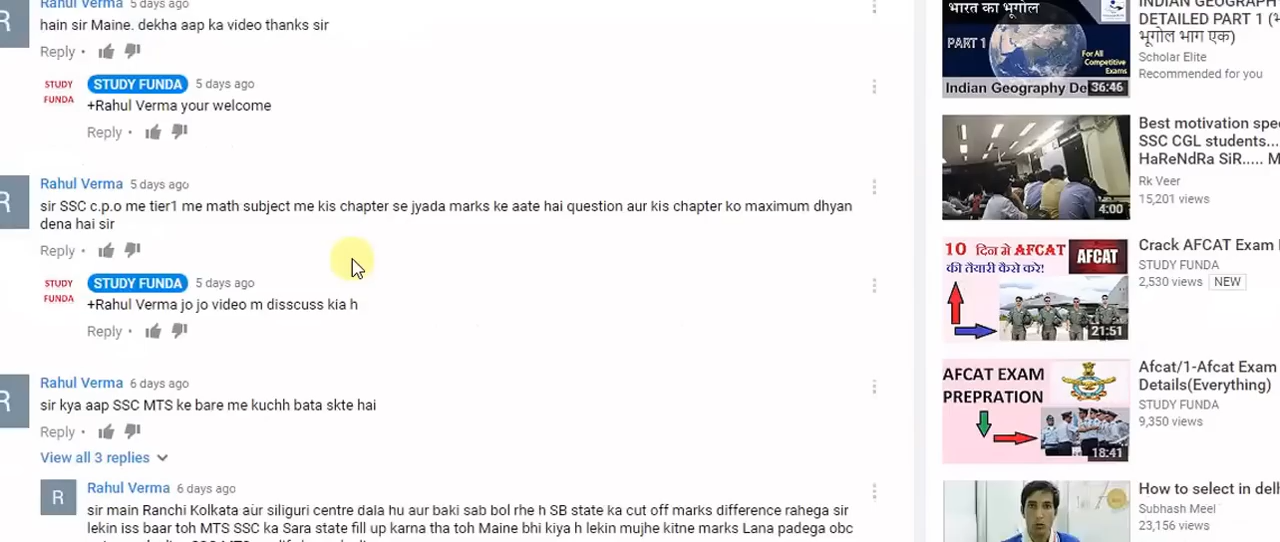 R
Rahul Verma 5 days ago
hain sir Maine. dekha aap ka video thanks sir
Reply •
STUDY
FUNDA
STUDY FUNDA 5 days ago
+Rahul Verma your welcome
Reply •
R
Rahul Verma 5 days ago
sir SSC c.p.o me tier1 me math subject me kis chapter se jyada marks ke aate hai question aur kis chapter ko maximum dhyan
dena hai sir
Reply •
STUDY
FUNDA
STUDY FUNDA 5 days ago
+Rahul Verma jo jo video m disscuss kia h
Reply •
R
Rahul Verma 6 days ago
sir kya aap SSC MTS ke bare me kuchh bata skte hai
Reply •
View all 3 replies
R
Rahul Verma 6 days ago
sir main Ranchi Kolkata aur siliguri centre dala hu aur baki sab bol rhe h SB state ka cut off marks difference rahega sir
lekin iss baar toh MTS SSC ka Sara state fill up karna tha toh Maine bhi kiya h lekin mujhe kitne marks Lana padega obc
भारत का भूगोल
PART 1
For All
Competitive
Exams
Indian Geography De
36:46
INDIAN GEOGRAPHY
DETAILED PART 1 (भ
भूगोल भाग एक)
Scholar Elite
Recommended for you
4:00
Best motivation spe
SSC CGL students...
HaReNdRa SiR..... M
Rk Veer
15,201 views
10 दिन मे AFCAT
की तैयारी कैसे करे!
AFCAT
21:51
Crack AFCAT Exam
STUDY FUNDA
2,530 views NEW
AFCAT EXAM
PREPRATION
18:41
Afcat/1-Afcat Exam
Details(Everything)
STUDY FUNDA
9,350 views
How to select in del
Subhash Meel
23,156 views